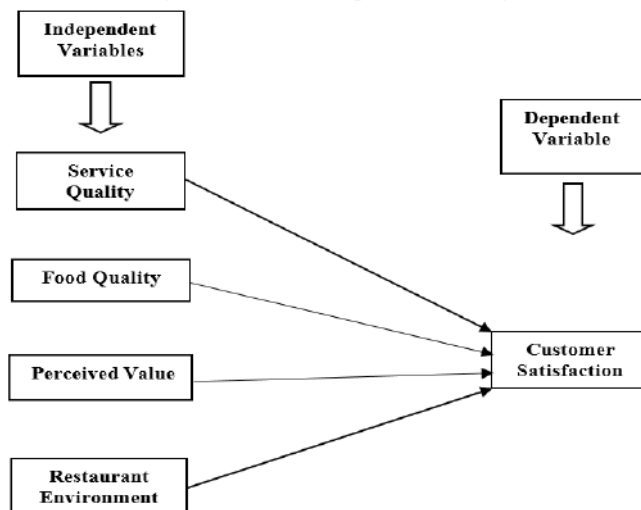 Independent
Variables
Dependent
Variable
Service
Quality
Food Quality
Perceived Value
Customer
Satisfaction
Restaurant
Environment